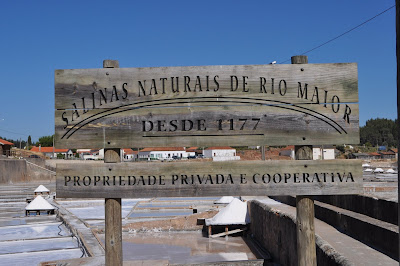 SALINAS NATURAIS DE RIO MAIOR
DESDE 1177
PROPRIEDADE PRIVADA E COOPERATIVA